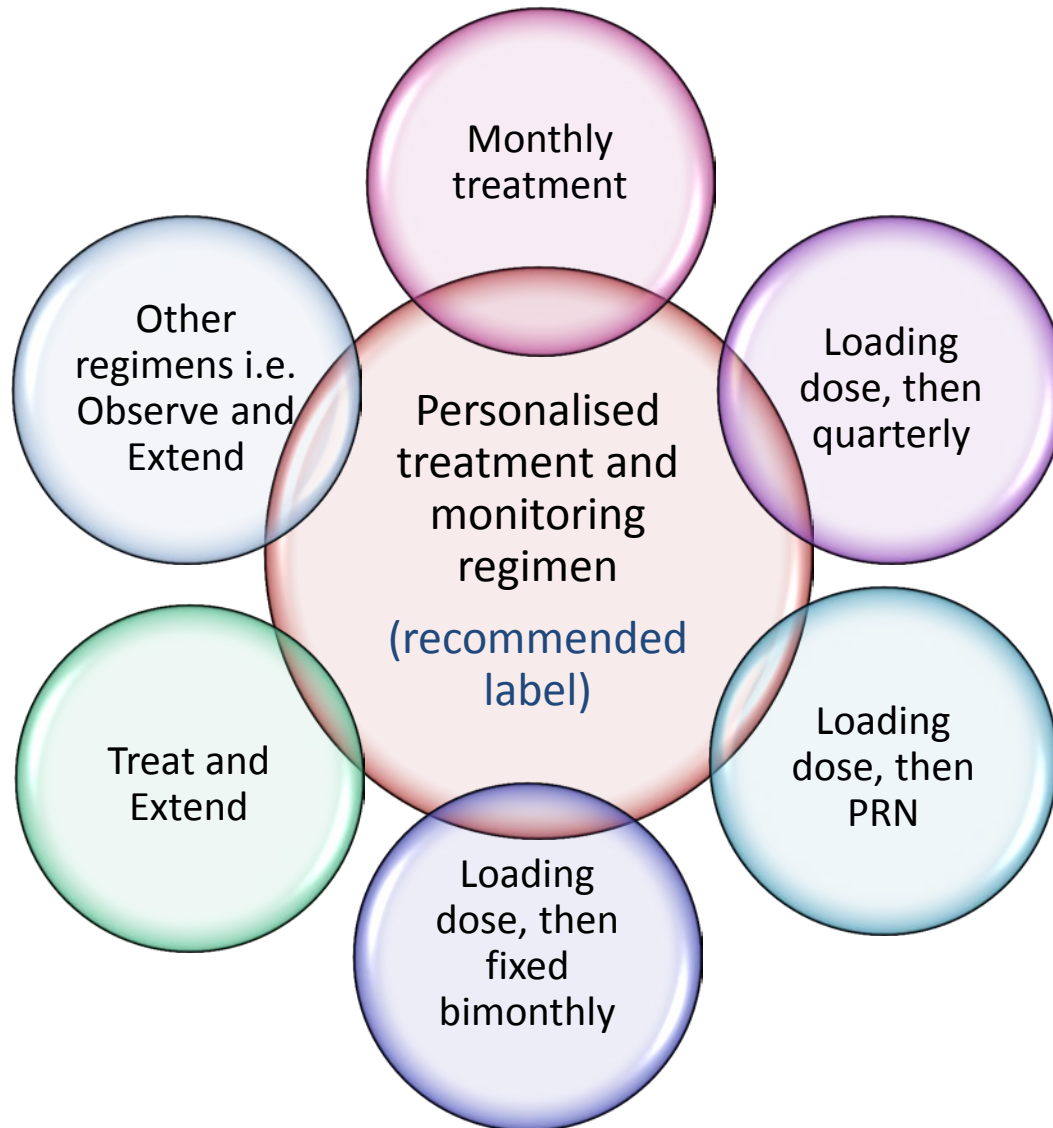 Monthly
treatment
Other
regimens i.e.
Observe and
Extend
Loading
dose, then
quarterly
Personalised
treatment and
monitoring
regimen
(recommended
label)
Treat and
Extend
Loading
dose, then
PRN
Loading
dose, then
fixed
bimonthly